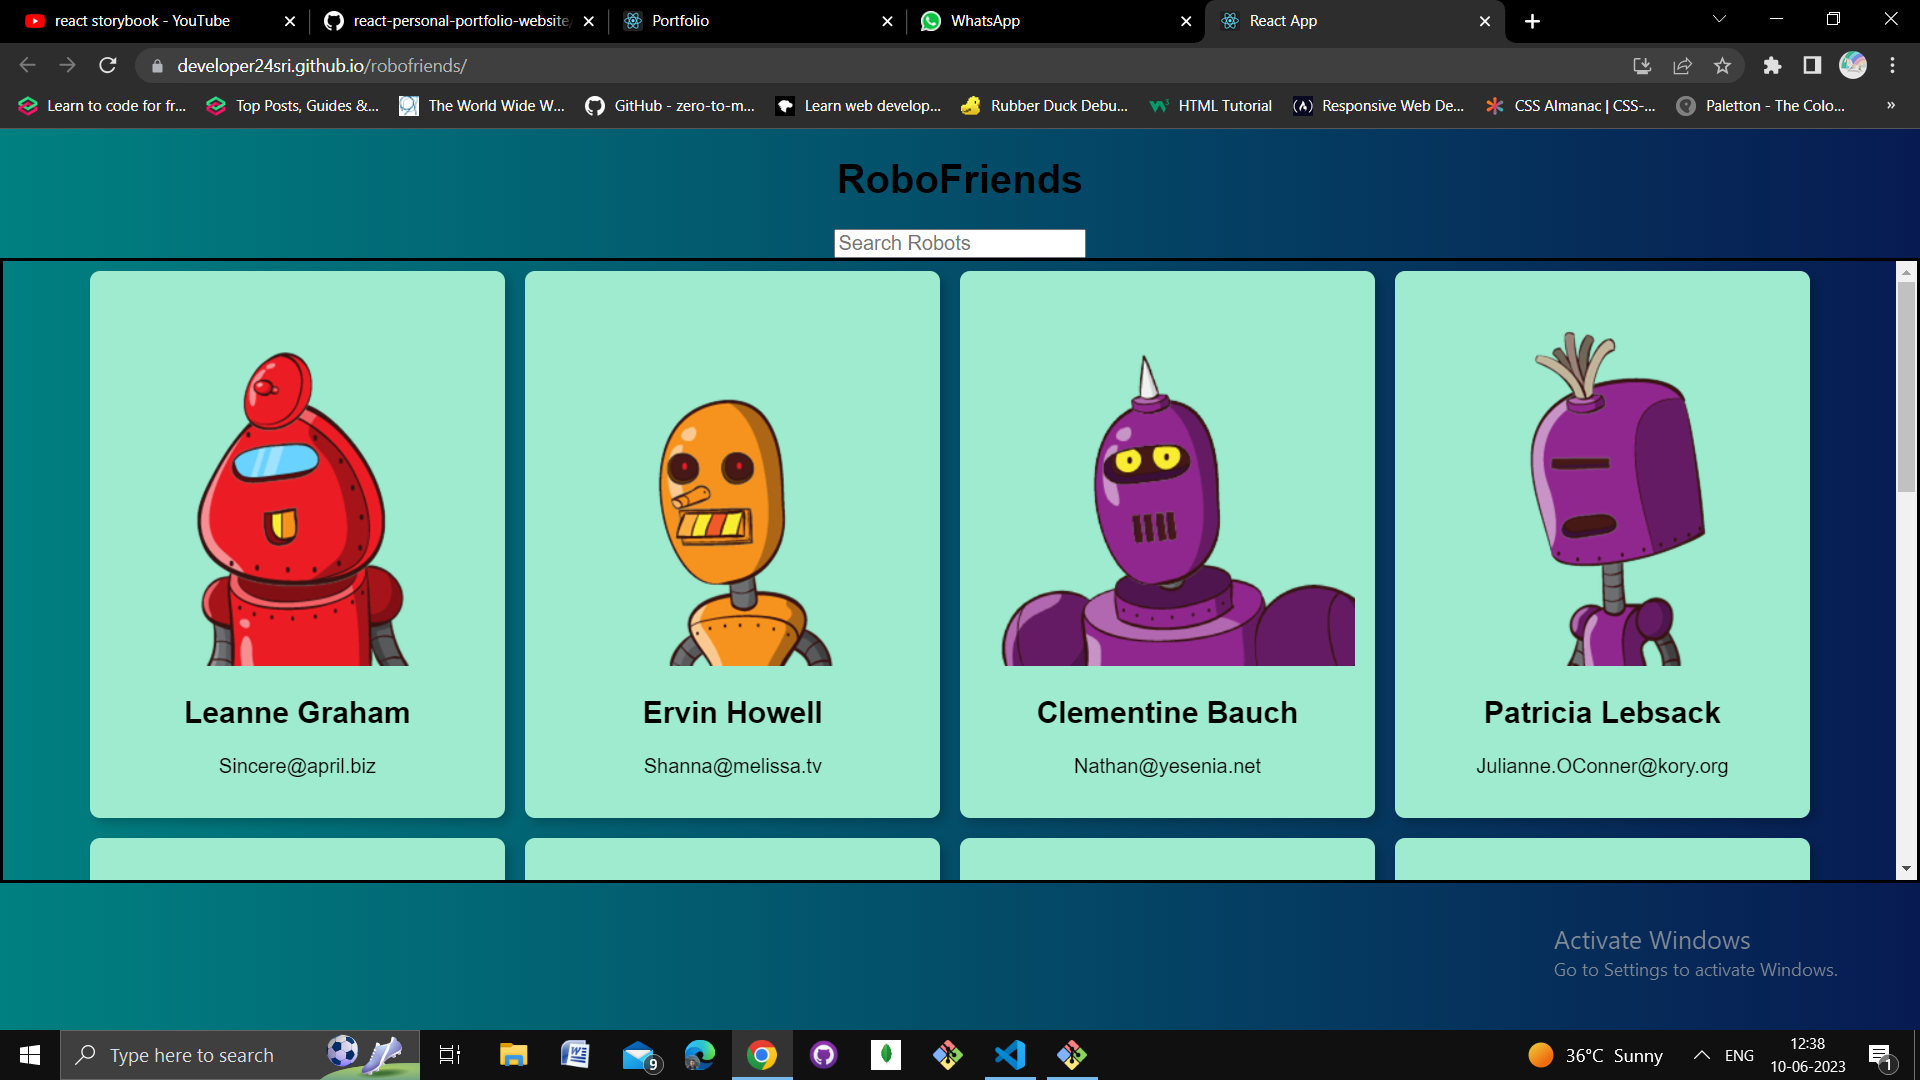 react storybook - YouTube
react-personal-portfolio-website/
Portfolio
WhatsApp
React App
developer24sri.github.io/robofriends/
Learn to code for fr...
Top Posts, Guides &...
The World Wide W...
GitHub - zero-to-m...
Learn web develop...
Rubber Duck Debu...
HTML Tutorial
Responsive Web De...
CSS Almanac | CSS-...
Paletton - The Colo...
»
RoboFriends
Search Robots
Leanne Graham
Sincere@april.biz
Ervin Howell
Shanna@melissa.tv
Clementine Bauch
Nathan@yesenia.net
Patricia Lebsack
Julianne.OConner@kory.org
Activate Windows
Go to Settings to activate Windows.
Type here to search
9
36°C Sunny
ENG
12:38
10-06-2023
1